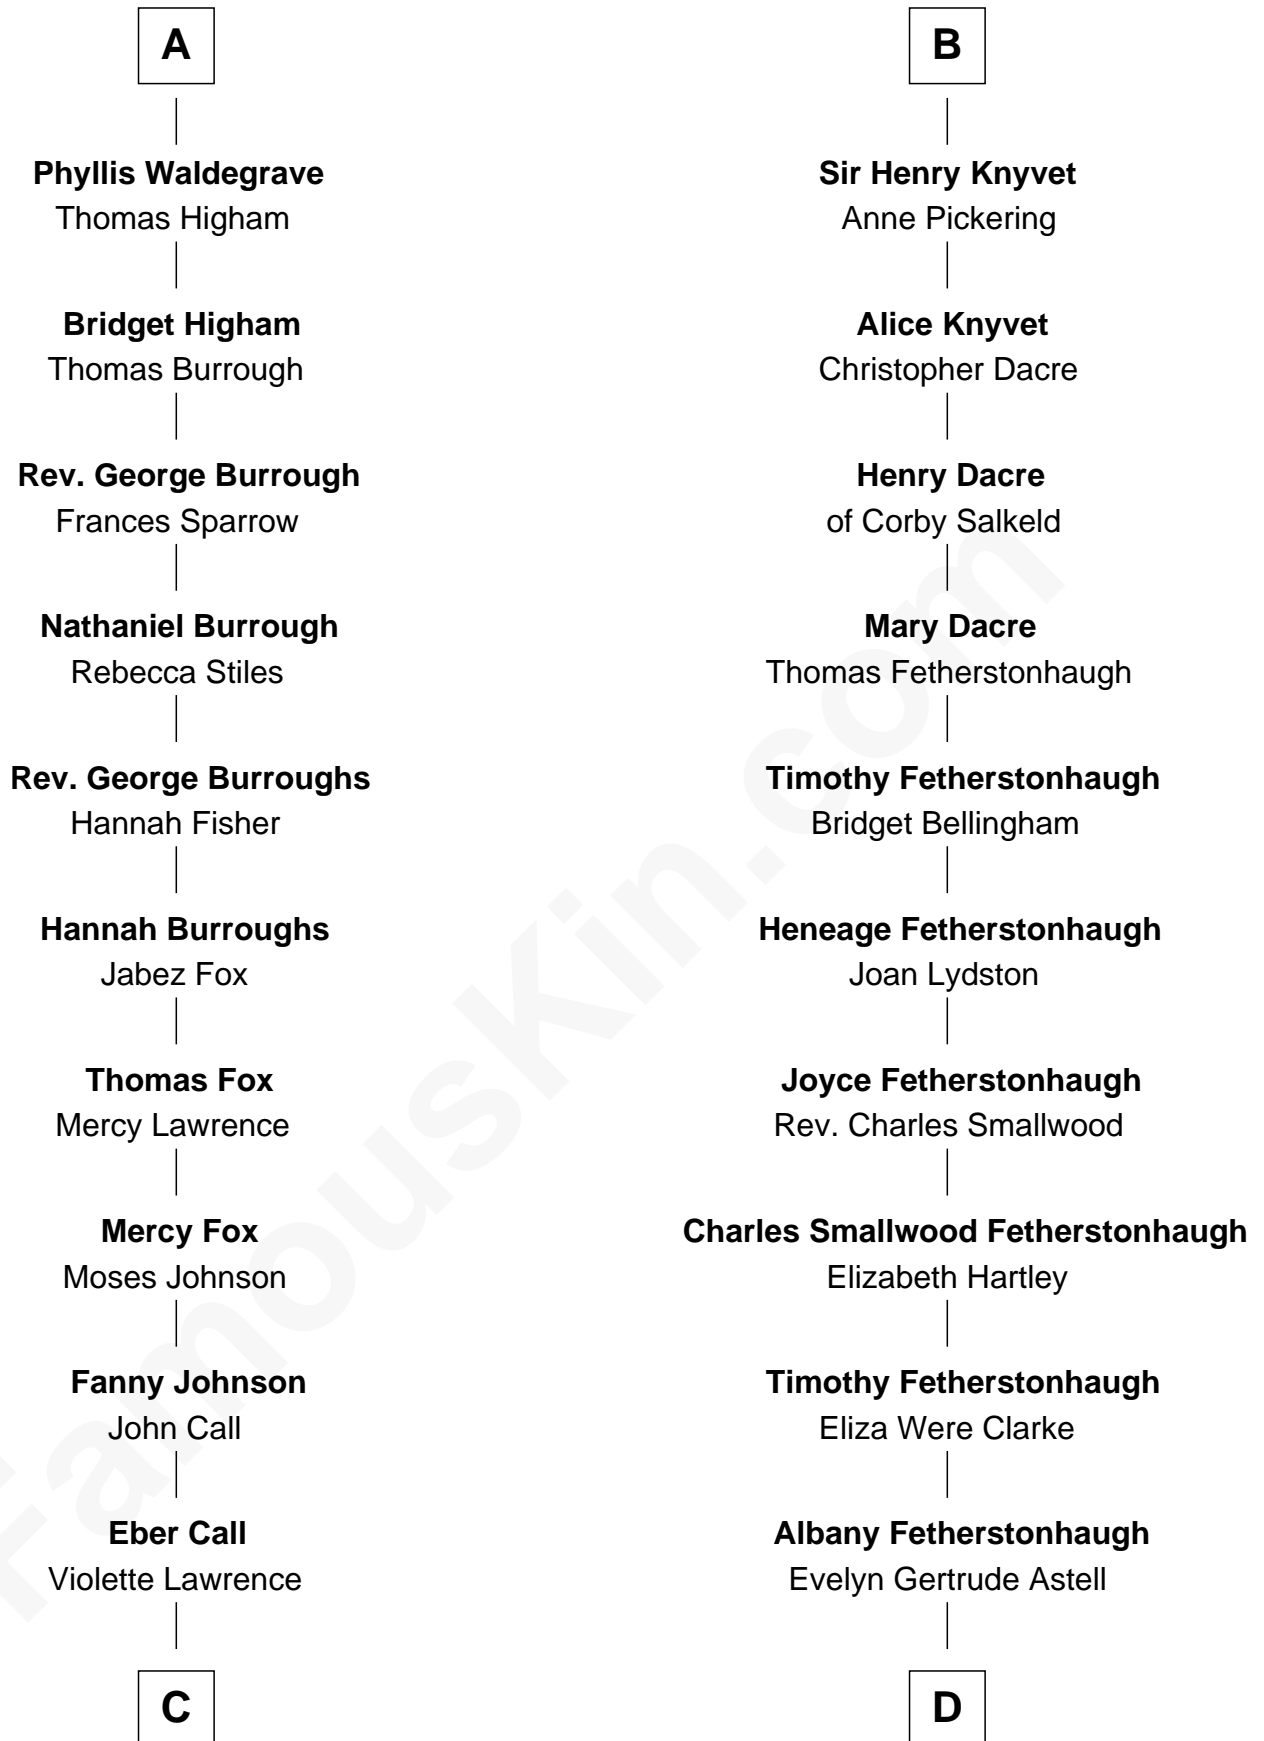 A
Phyllis Waldegrave
Thomas Higham
Bridget Higham
Thomas Burrough
Rev. George Burrough
Frances Sparrow
Nathaniel Burrough
Rebecca Stiles
Rev. George Burroughs
Hannah Fisher
Hannah Burroughs
Jabez Fox
Thomas Fox
Mercy Lawrence
Mercy Fox
Moses Johnson
Fanny Johnson
John Call
Eber Call
Violette Lawrence
C
B
Sir Henry Knyvet
Anne Pickering
Alice Knyvet
Christopher Dacre
Henry Dacre
of Corby Salkeld
Mary Dacre
Thomas Fetherstonhaugh
Timothy Fetherstonhaugh
Bridget Bellingham
Heneage Fetherstonhaugh
Joan Lydston
Joyce Fetherstonhaugh
Rev. Charles Smallwood
Charles Smallwood Fetherstonhaugh
Elizabeth Hartley
Timothy Fetherstonhaugh
Eliza Were Clarke
Albany Fetherstonhaugh
Evelyn Gertrude Astell
D
FamousKin.com